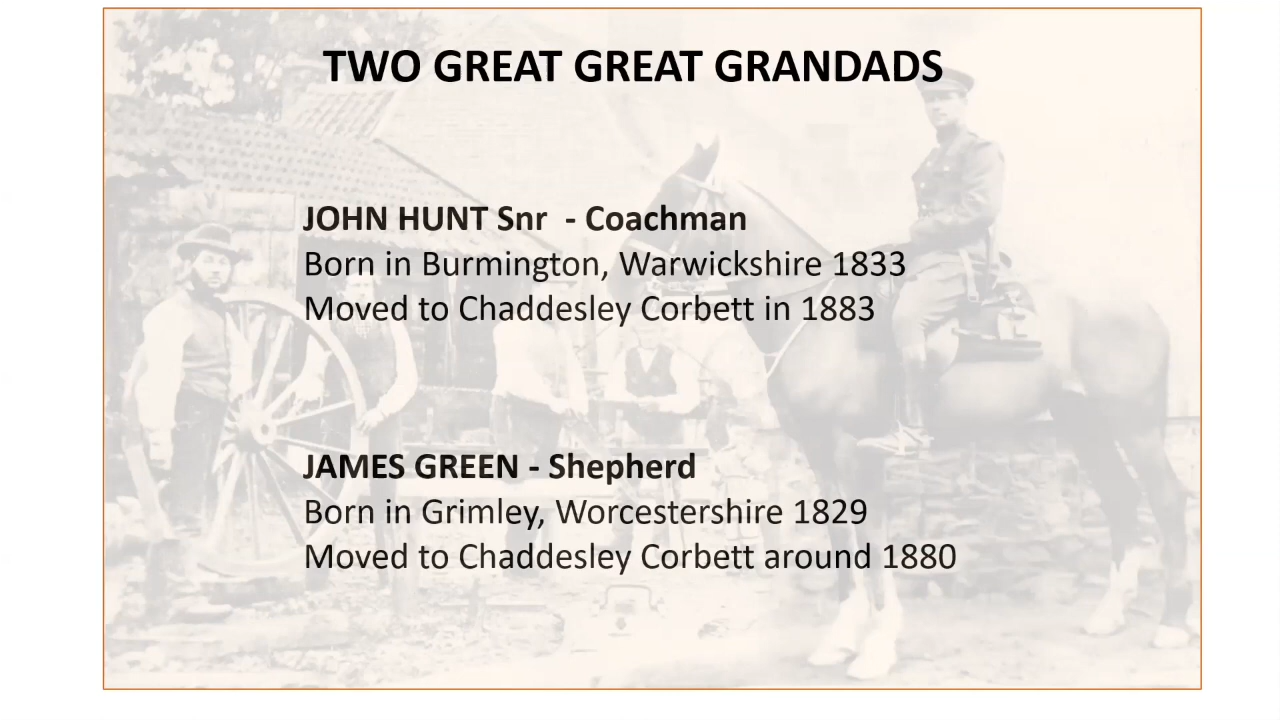 TWO GREAT GREAT GRANDADS
JOHN HUNT Snr  - Coachman
Born in Burmington, Warwickshire 1833
Moved to Chaddesley Corbett in 1883
JAMES GREEN - Shepherd
Born in Grimley, Worcestershire 1829
Moved to Chaddesley Corbett around 1880